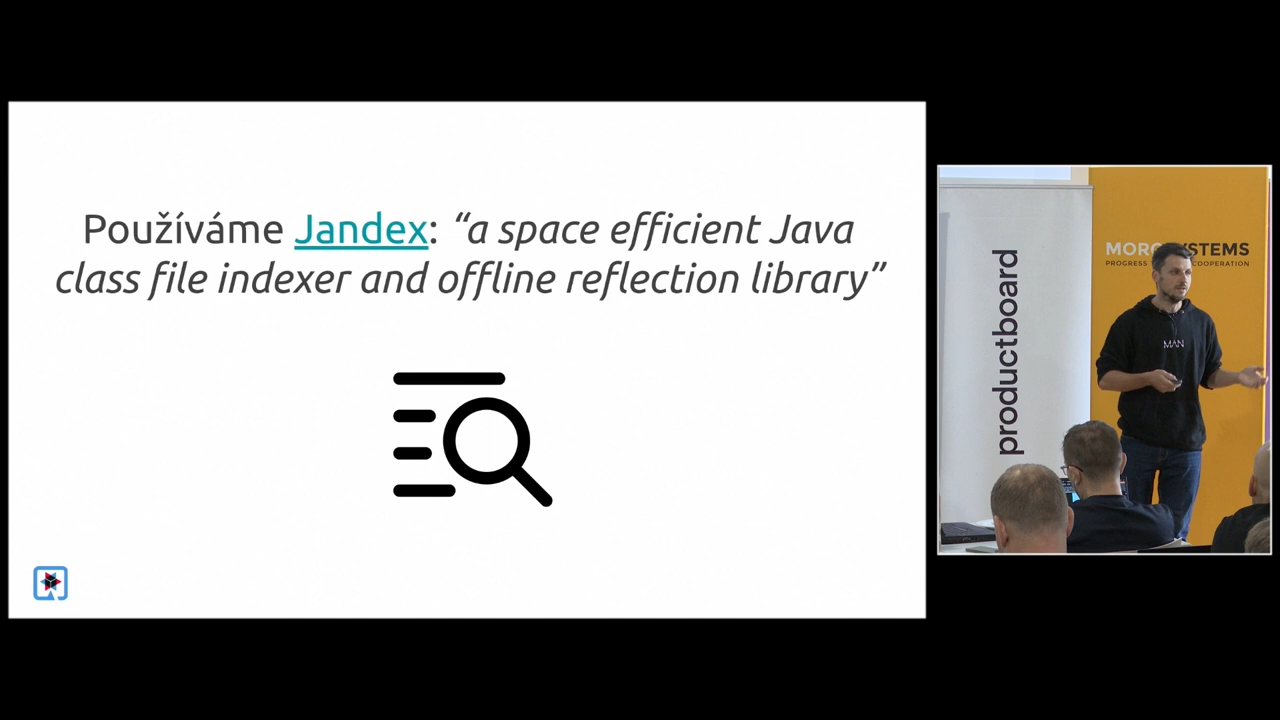 Používáme Jandex: “a space efficient Java
class file indexer and offline reflection library”
productboard
MAN